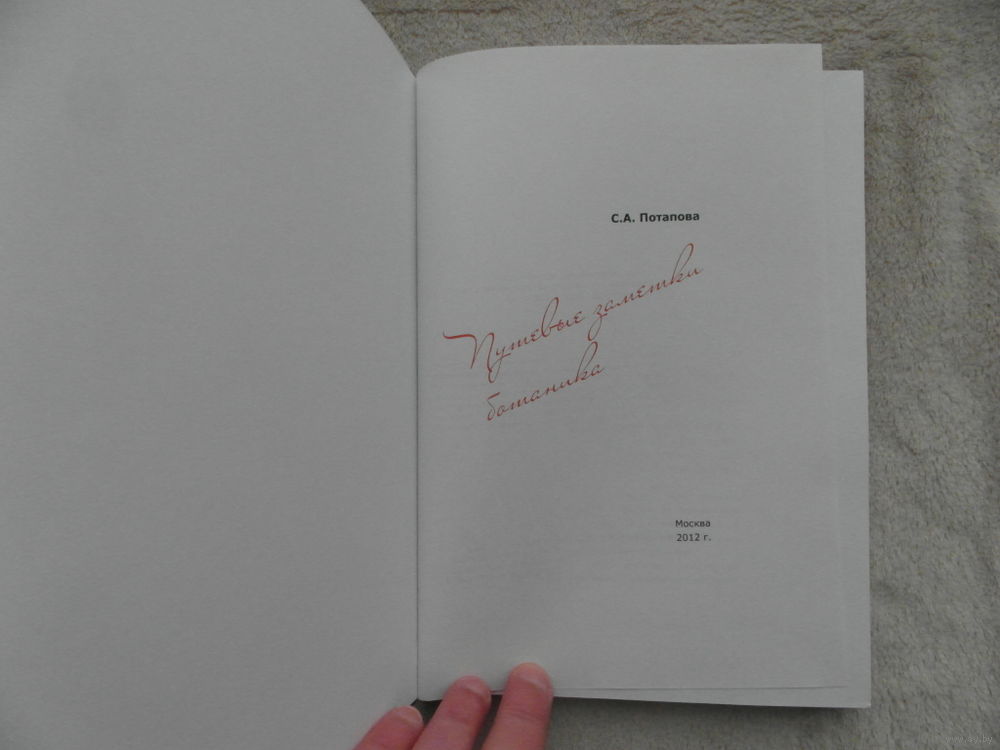 С.А. Потапова
Путевые заметки
ботаника
Москва
2012 г.